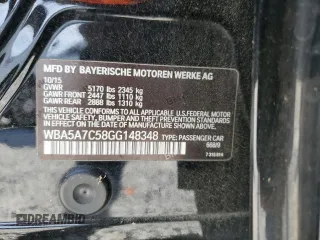 MFD BY BAYERISCHE MOTOREN WERKE AG
10/15
GVWR 5170 lbs 2345 kg
GAWR FRONT 2447 lbs 1110 kg
GAWR REAR 2888 lbs 1310 kg
THIS VEHICLE CONFORMS TO ALL APPLICABLE U.S. FEDERAL MOTOR
VEHICLE SAFETY, BUMPER AND THEFT PREVENTION STANDARDS
IN EFFECT ON THE DATE OF MANUFACTURE SHOWN ABOVE.
WBA5A7C58GG148348 TYPE: PASSENGER CAR
DREAMBID